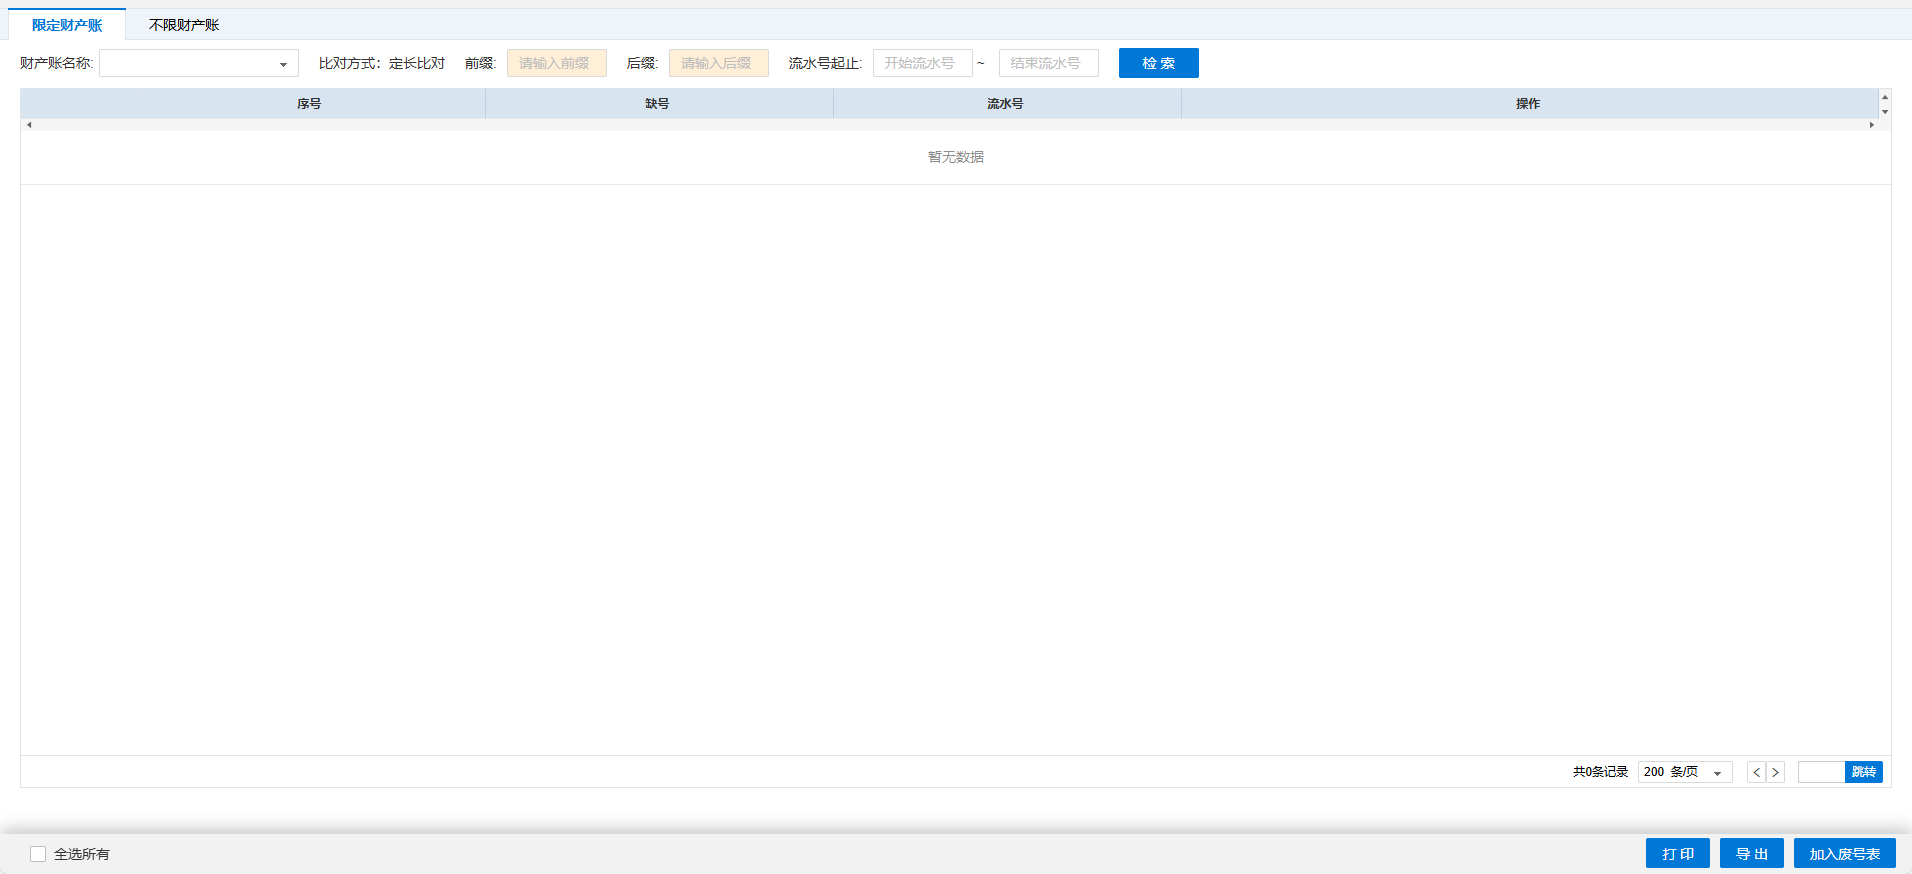 限定财产账 不限财产账
财产账名称: 比对方式：定长比对 前缀: 请输入前缀 后缀: 请输入后缀 流水号起止: 开始流水号 ~ 结束流水号 检 索
序号 缺号 流水号 操作
暂无数据
共0条记录 200 条/页 < > 跳转
全选所有 打 印 导 出 加入废号表